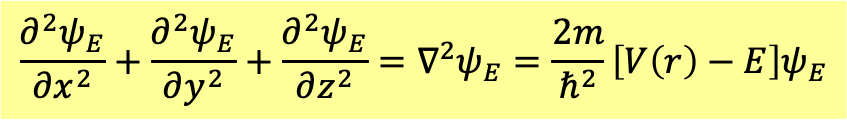 ∂²ψ_E/∂x² + ∂²ψ_E/∂y² + ∂²ψ_E/∂z² = ∇²ψ_E = 2m/ℏ² [V(r) − E]ψ_E